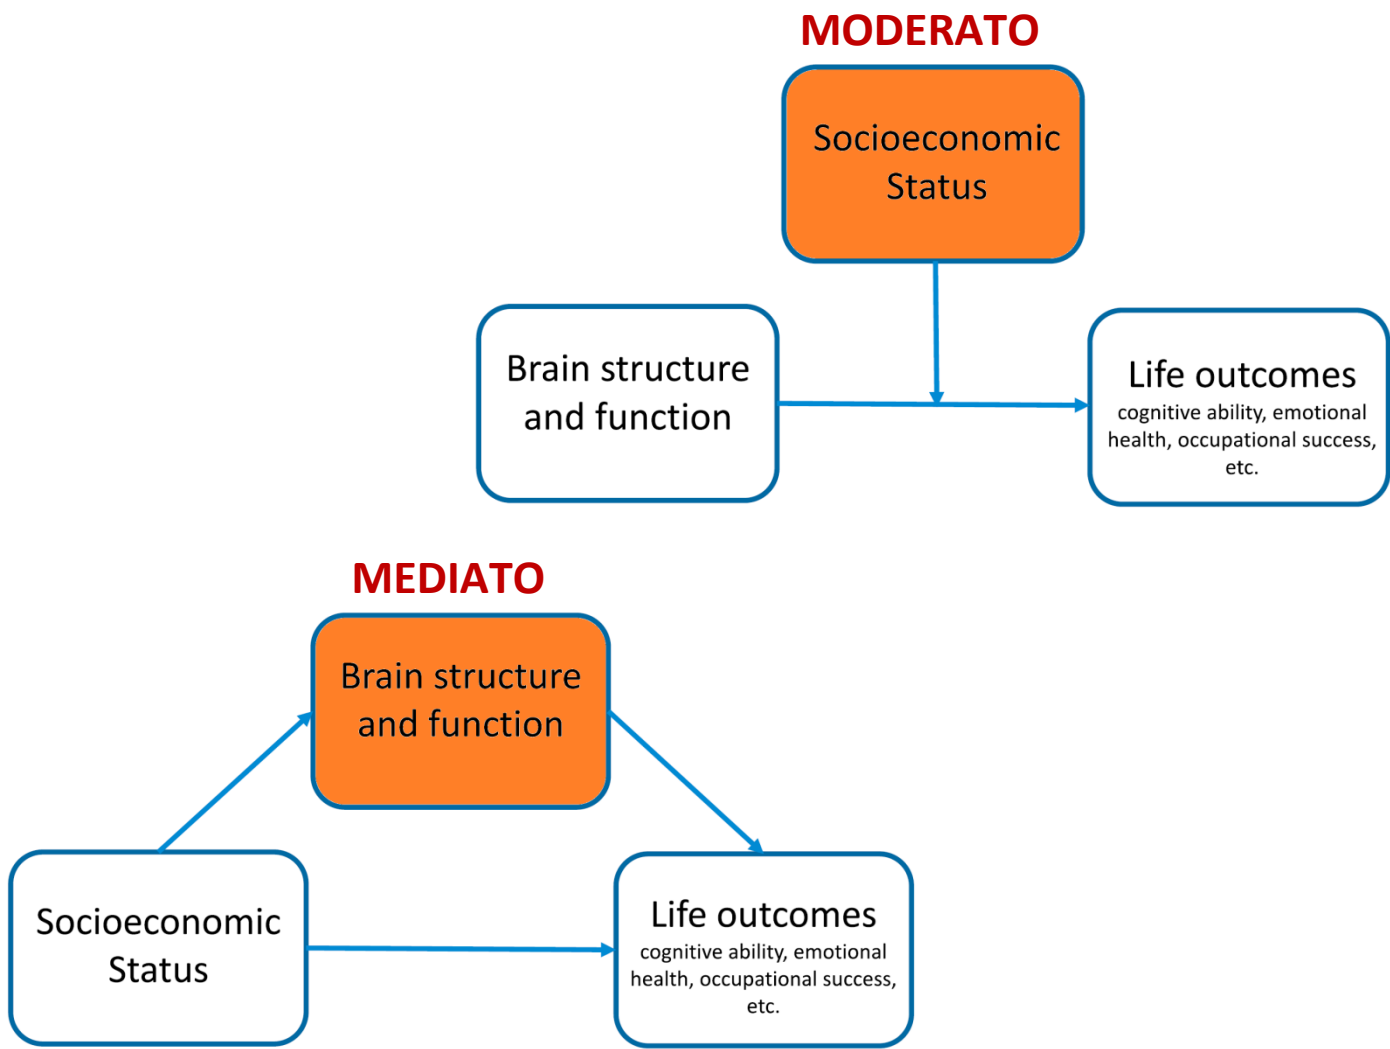 MODERATO
Socioeconomic
Status
Brain structure
and function
Life outcomes
cognitive ability, emotional
health, occupational success,
etc.
MEDIATO
Brain structure
and function
Socioeconomic
Status
Life outcomes
cognitive ability, emotional
health, occupational success,
etc.